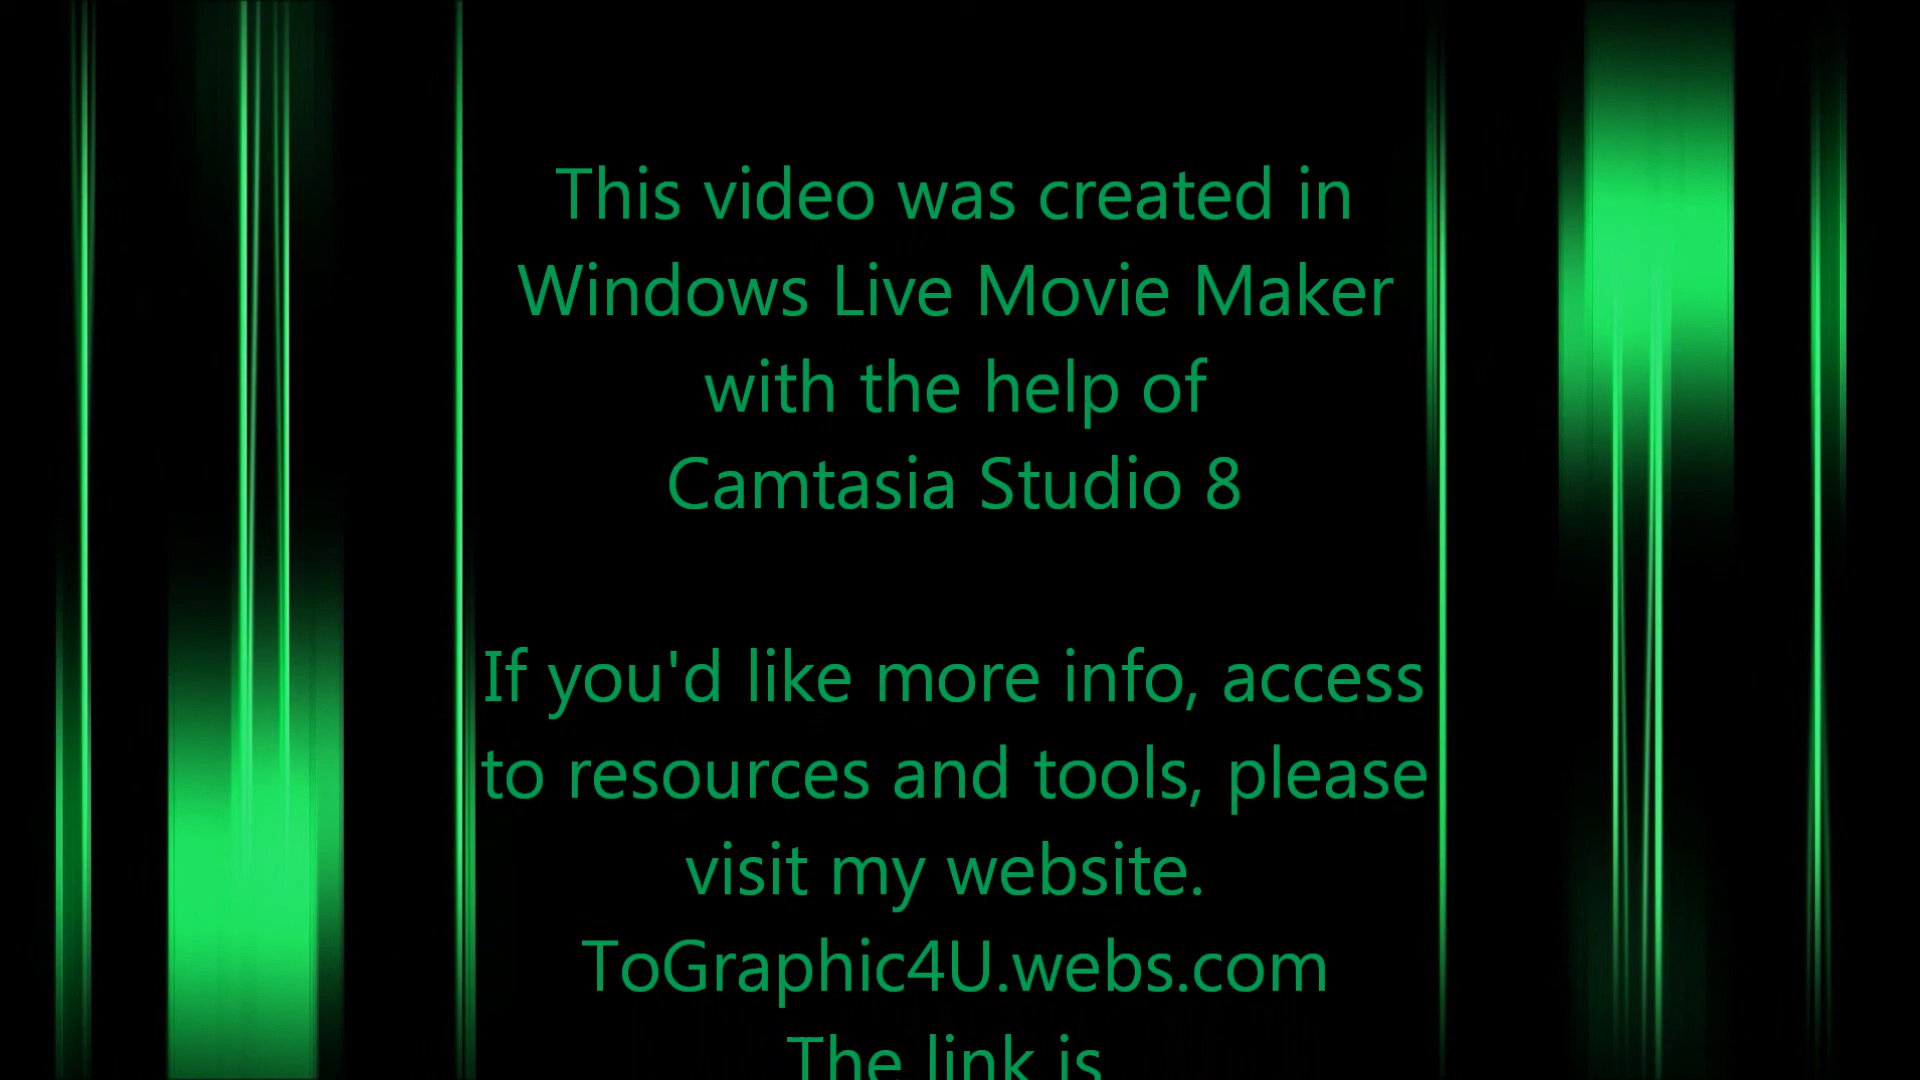 This video was created in
Windows Live Movie Maker
with the help of
Camtasia Studio 8
If you'd like more info, access
to resources and tools, please
visit my website.
ToGraphic4U.webs.com
The link is